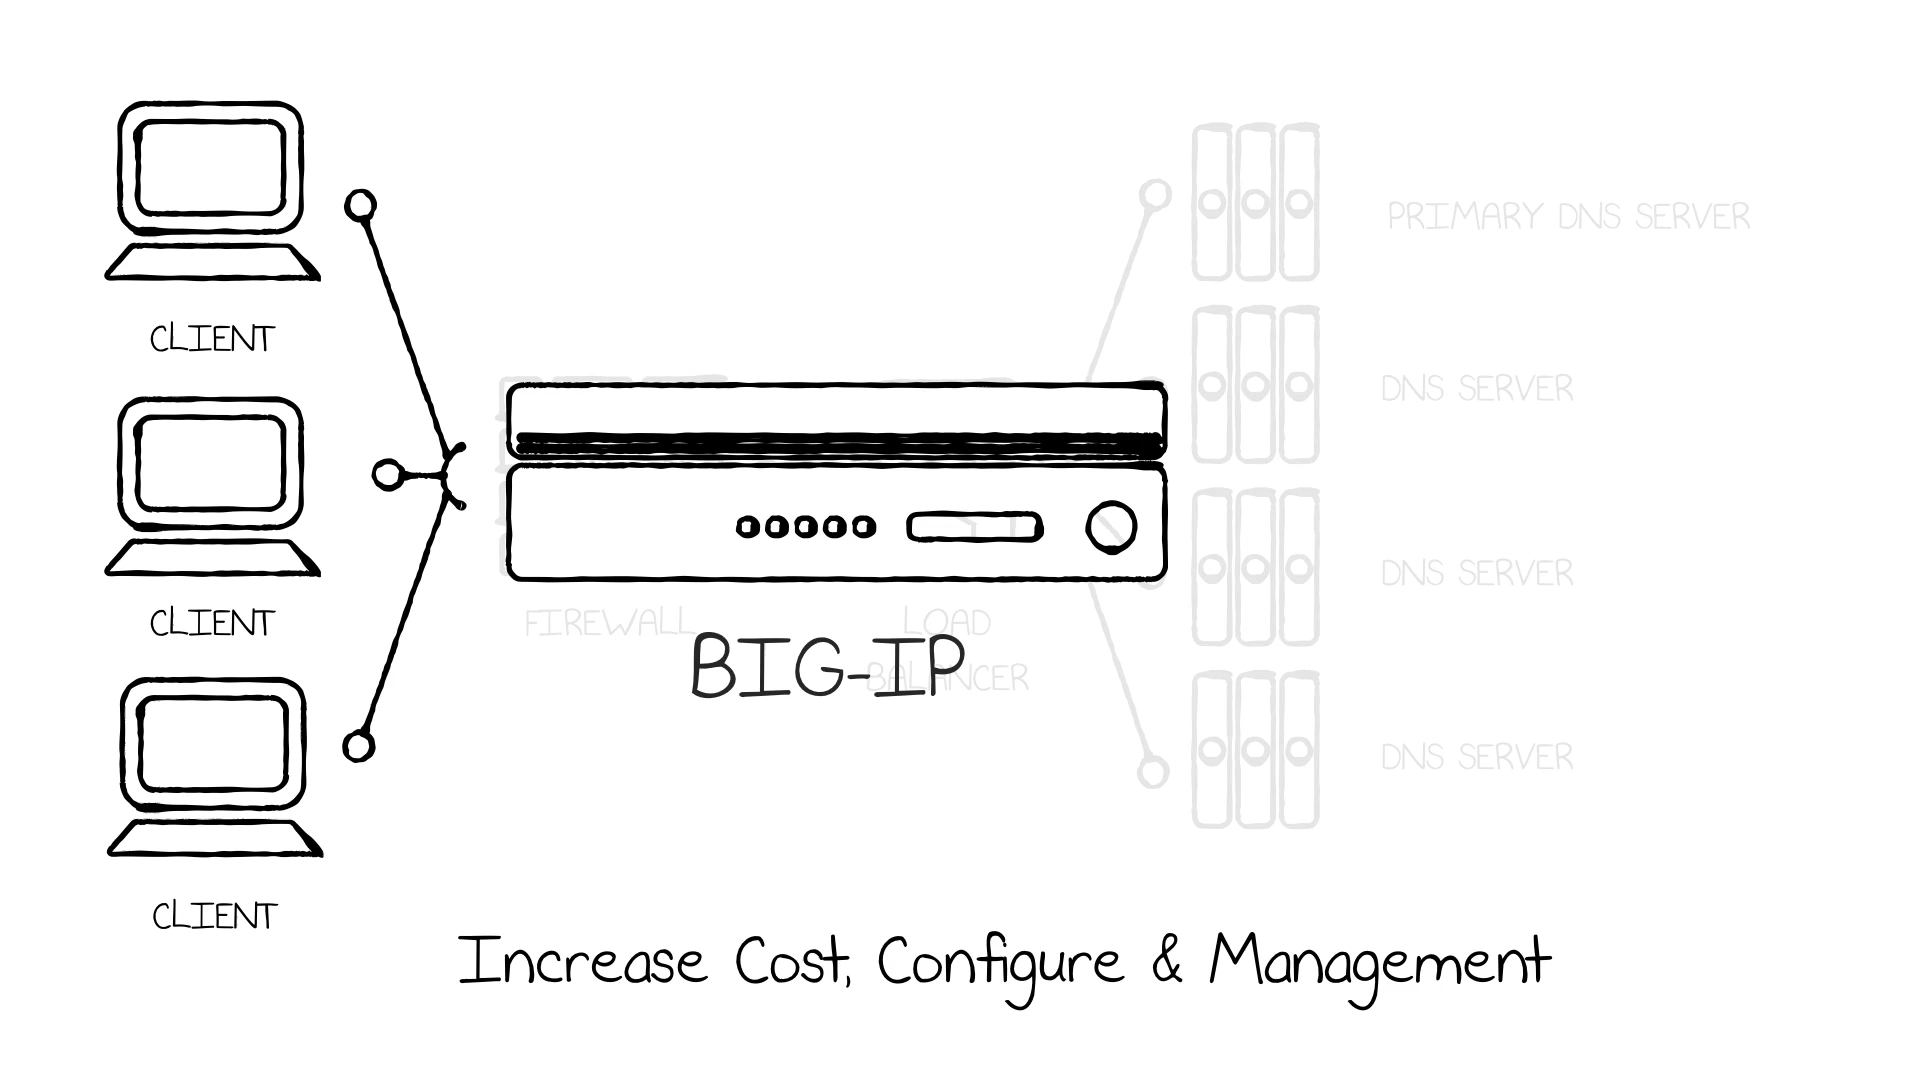 CLIENT
CLIENT
CLIENT
FIREWALL
LOAD
BALANCER
BIG-IP
PRIMARY DNS SERVER
DNS SERVER
DNS SERVER
DNS SERVER
Increase Cost, Configure & Management